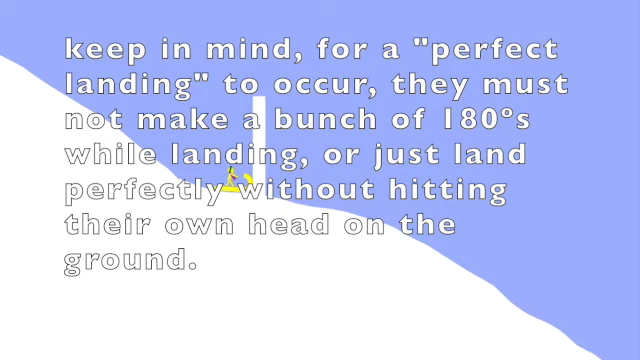 keep in mind, for a "perfect
landing" to occur, they must
not make a bunch of 180ºs
while landing, or just land
perfectly without hitting
their own head on the
ground.